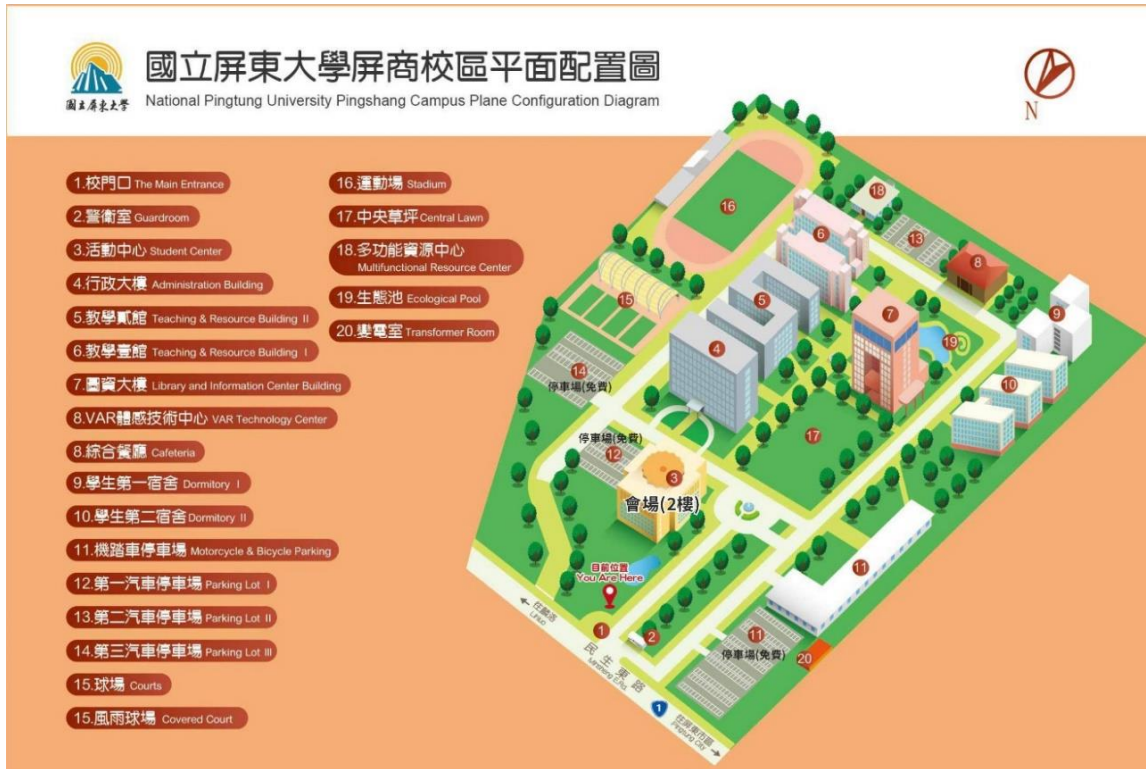 國立屏東大學
國立屏東大學屏商校區平面配置圖
National Pingtung University Pingshang Campus Plane Configuration Diagram
N
1.校門口 The Main Entrance
2.警衛室 Guardroom
3.活動中心 Student Center
4.行政大樓 Administration Building
5.教學貳館 Teaching & Resource Building II
6.教學壹館 Teaching & Resource Building I
7.圖資大樓 Library and Information Center Building
8.VAR體感技術中心 VAR Technology Center
8.綜合餐廳 Cafeteria
9.學生第一宿舍 Dormitory I
10.學生第二宿舍 Dormitory II
11.機踏車停車場 Motorcycle & Bicycle Parking
12.第一汽車停車場 Parking Lot I
13.第二汽車停車場 Parking Lot II
14.第三汽車停車場 Parking Lot III
15.球場 Courts
15.風雨球場 Covered Court
16.運動場 Stadium
17.中央草坪 Central Lawn
18.多功能資源中心
Multifunctional Resource Center
19.生態池 Ecological Pool
20.變電室 Transformer Room
16
18
6
13
8
15
5
7
9
4
19
14
停車場(免費)
10
停車場(免費)
12
17
3
會場(2樓)
11
目前位置
You Are Here
1
2
11
停車場(免費)
20
往麟洛
Linluo
民生東路
Minsheng E.Rd.
1
往屏東市區
Pingtung City